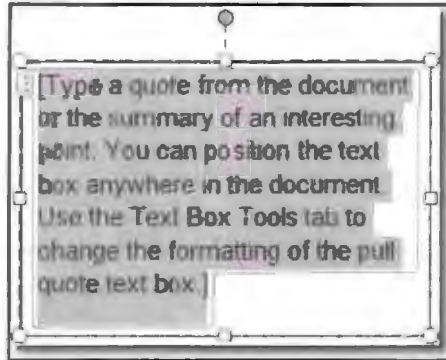 [Type a quote from the document
or the summary of an interesting
point. You can position the text
box anywhere in the document.
Use the Text Box Tools tab to
change the formatting of the pull
quote text box.]